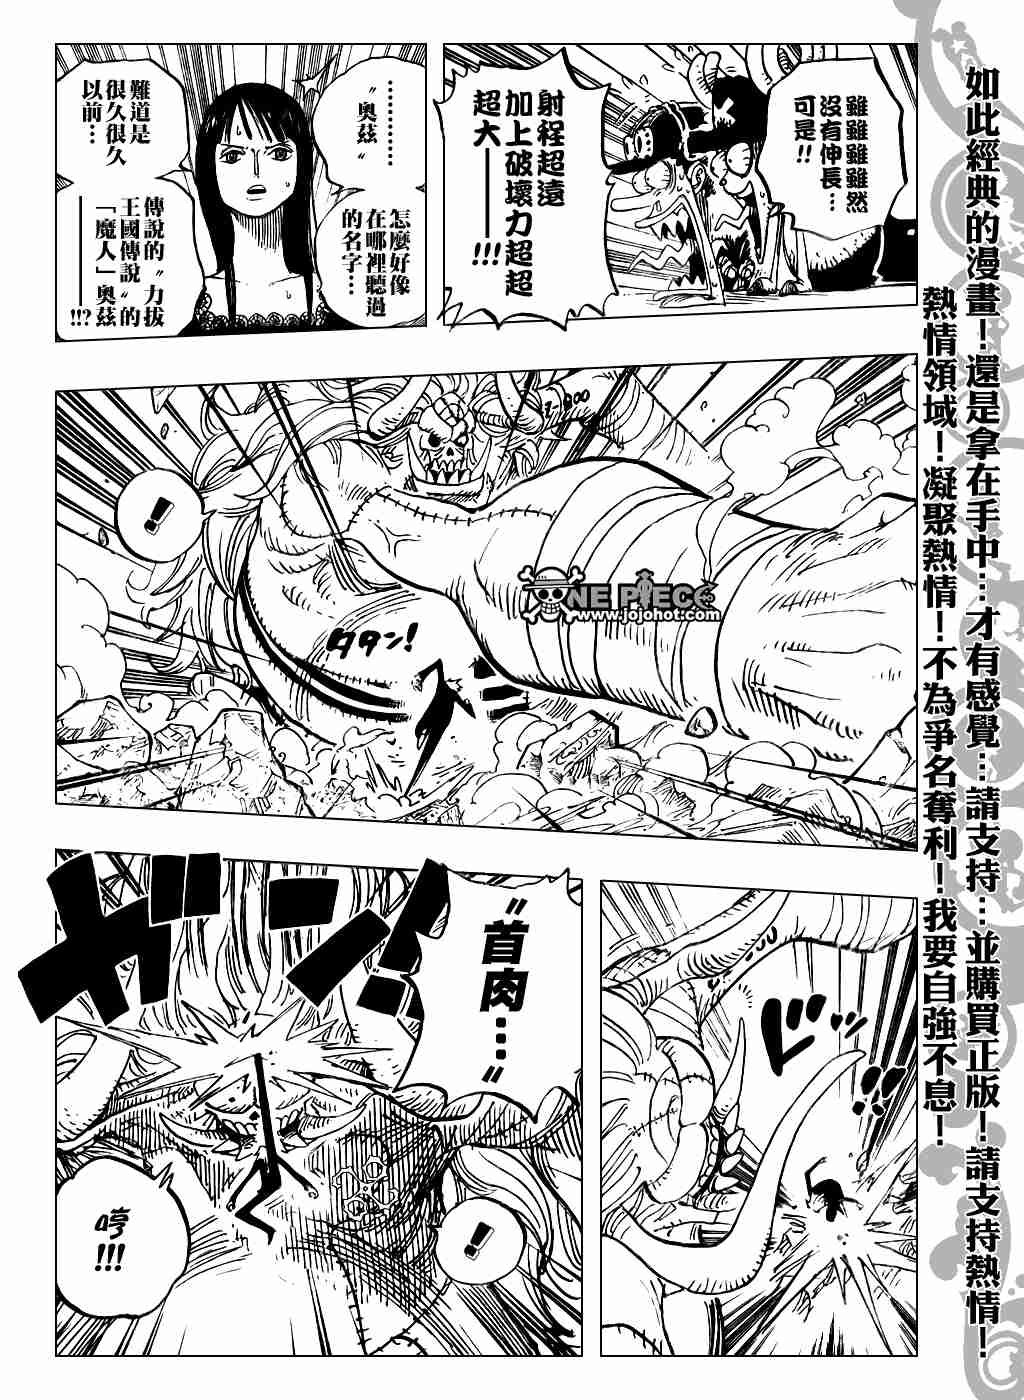 雖雖雖雖然
沒有伸長…
可是!!
射程超遠
加上破壞力超超
超大——!!!
…………
〝奧茲〞
怎麼好像
在哪裡聽過
的名字…
難道是
很久很久
以前…
傳說的〝力拔
王國傳說〞的
「魔人」奧茲
——!!?
!
タタン!
ONE PIECE
www.jojohot.com
ビッ
!!
〝首肉…〞
ガーン!
!
哼!!!
如此經典的漫畫！還是拿在手中…才有感覺…請支持…並購買正版！請支持熱情！
熱情領域！凝聚熱情！不為爭名奪利！我要自強不息！